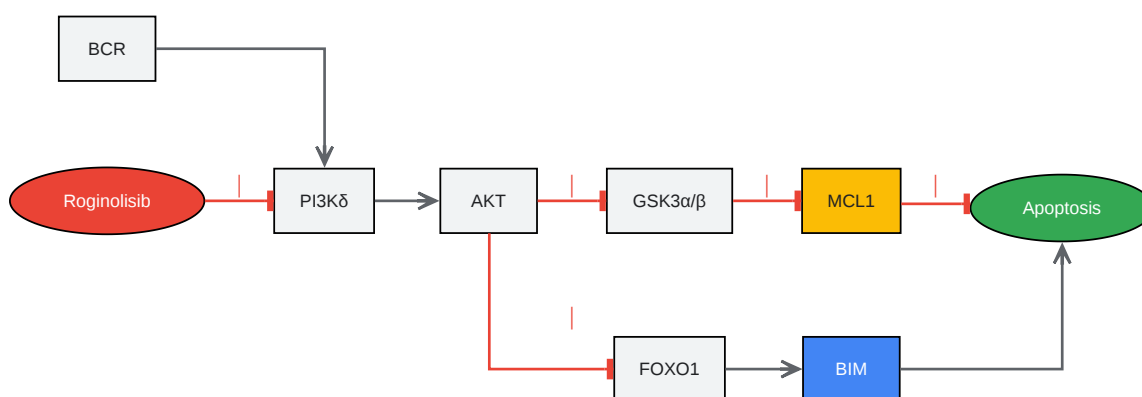 BCR
Roginolisib
PI3Kδ
AKT
GSK3α/β
MCL1
Apoptosis
FOXO1
BIM